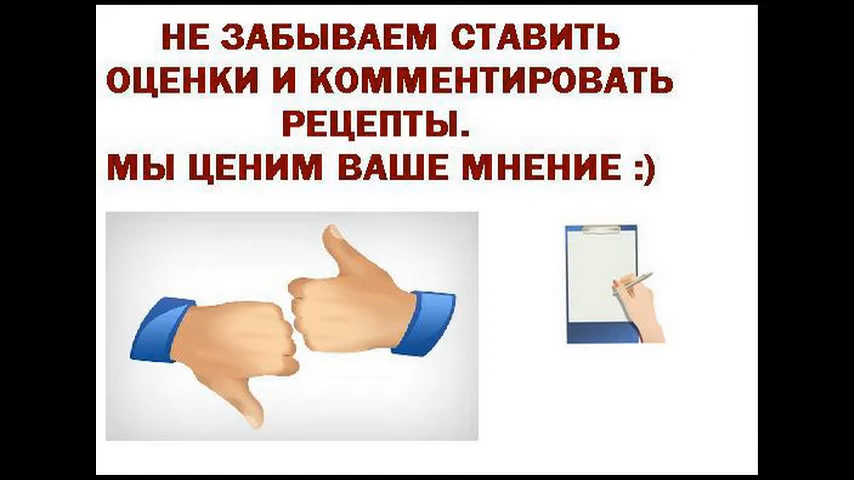 НЕ ЗАБЫВАЕМ СТАВИТЬ
ОЦЕНКИ И КОММЕНТИРОВАТЬ
РЕЦЕПТЫ.
МЫ ЦЕНИМ ВАШЕ МНЕНИЕ :)